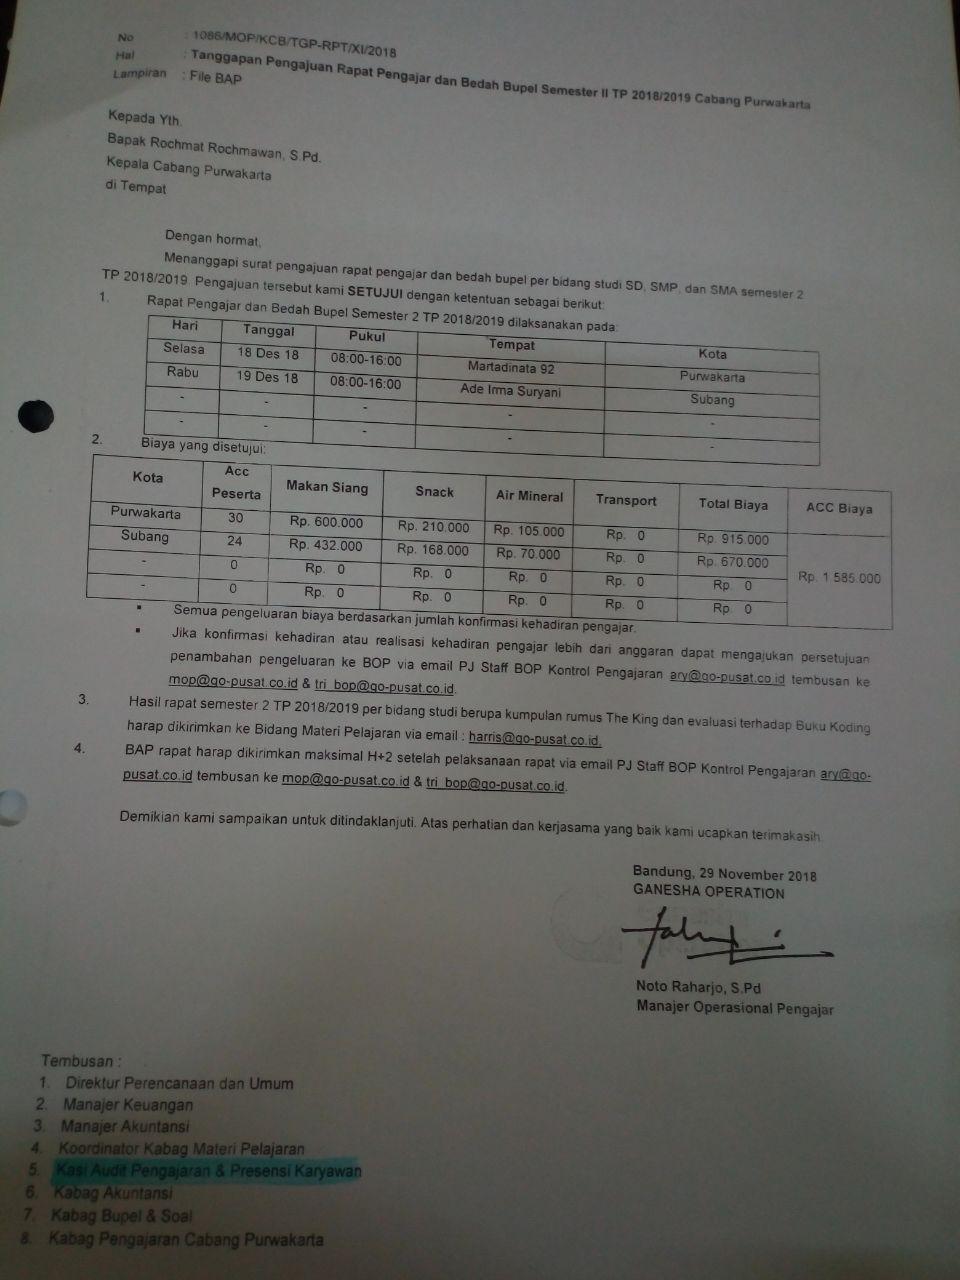 No : 1086/MOP/KCB/TGP-RPT/XI/2018
Hal : Tanggapan Pengajuan Rapat Pengajar dan Bedah Bupel Semester II TP 2018/2019 Cabang Purwakarta
Lampiran : File BAP
Kepada Yth.
Bapak Rochmat Rochmawan, S.Pd.
Kepala Cabang Purwakarta
di Tempat
Dengan hormat,
Menanggapi surat pengajuan rapat pengajar dan bedah bupel per bidang studi SD, SMP, dan SMA semester 2
TP 2018/2019. Pengajuan tersebut kami SETUJUI dengan ketentuan sebagai berikut:
1. Rapat Pengajar dan Bedah Bupel Semester 2 TP 2018/2019 dilaksanakan pada:
Hari Tanggal Pukul Tempat Kota
Selasa 18 Des 18 08:00-16:00 Martadinata 92 Purwakarta
Rabu 19 Des 18 08:00-16:00 Ade Irma Suryani Subang
- - - - -
- - - - -
2. Biaya yang disetujui:
Kota Acc Peserta Makan Siang Snack Air Mineral Transport Total Biaya ACC Biaya
Purwakarta 30 Rp. 600.000 Rp. 210.000 Rp. 105.000 Rp. 0 Rp. 915.000 Rp. 1.585.000
Subang 24 Rp. 432.000 Rp. 168.000 Rp. 70.000 Rp. 0 Rp. 670.000
- 0 Rp. 0 Rp. 0 Rp. 0 Rp. 0 Rp. 0
- 0 Rp. 0 Rp. 0 Rp. 0 Rp. 0 Rp. 0
▪ Semua pengeluaran biaya berdasarkan jumlah konfirmasi kehadiran pengajar.
▪ Jika konfirmasi kehadiran atau realisasi kehadiran pengajar lebih dari anggaran dapat mengajukan persetujuan
penambahan pengeluaran ke BOP via email PJ Staff BOP Kontrol Pengajaran ary@go-pusat.co.id tembusan ke
mop@go-pusat.co.id & tri_bop@go-pusat.co.id.
3. Hasil rapat semester 2 TP 2018/2019 per bidang studi berupa kumpulan rumus The King dan evaluasi terhadap Buku Koding
harap dikirimkan ke Bidang Materi Pelajaran via email : harris@go-pusat.co.id.
4. BAP rapat harap dikirimkan maksimal H+2 setelah pelaksanaan rapat via email PJ Staff BOP Kontrol Pengajaran ary@go-
pusat.co.id tembusan ke mop@go-pusat.co.id & tri_bop@go-pusat.co.id.
Demikian kami sampaikan untuk ditindaklanjuti. Atas perhatian dan kerjasama yang baik kami ucapkan terimakasih.
Bandung, 29 November 2018
GANESHA OPERATION
Noto Raharjo, S.Pd
Manajer Operasional Pengajar
Tembusan :
1. Direktur Perencanaan dan Umum
2. Manajer Keuangan
3. Manajer Akuntansi
4. Koordinator Kabag Materi Pelajaran
5. Kasi Audit Pengajaran & Presensi Karyawan
6. Kabag Akuntansi
7. Kabag Bupel & Soal
8. Kabag Pengajaran Cabang Purwakarta